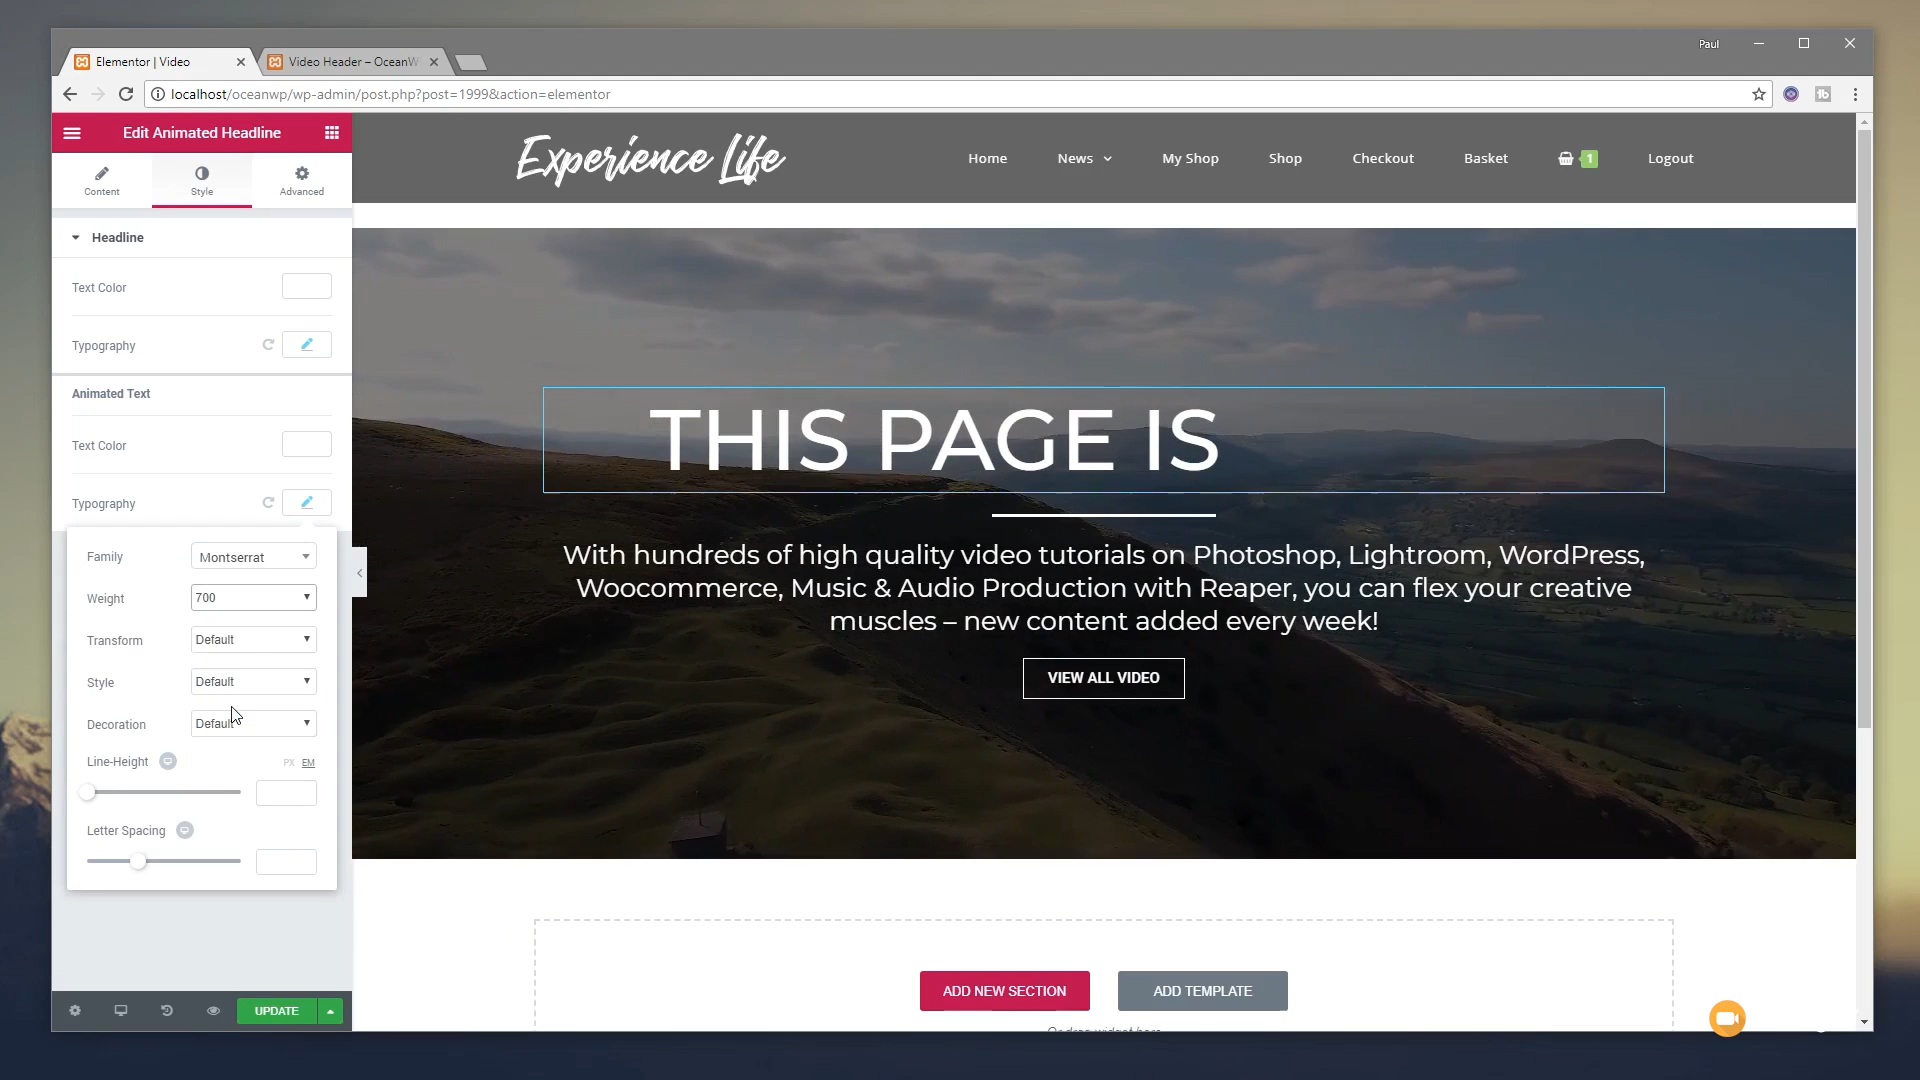 Paul
Elementor | Video
Video Header – OceanW
localhost/oceanwp/wp-admin/post.php?post=1999&action=elementor
Edit Animated Headline
Content
Style
Advanced
Headline
Text Color
Typography
Animated Text
Text Color
Typography
Family
Montserrat
Weight
700
Transform
Default
Style
Default
Decoration
Default
Line-Height
PX
EM
Letter Spacing
UPDATE
Experience Life
Home
News
My Shop
Shop
Checkout
Basket
1
Logout
THIS PAGE IS
With hundreds of high quality video tutorials on Photoshop, Lightroom, WordPress,
Woocommerce, Music & Audio Production with Reaper, you can flex your creative
muscles – new content added every week!
VIEW ALL VIDEO
ADD NEW SECTION
ADD TEMPLATE
Or drag widget here